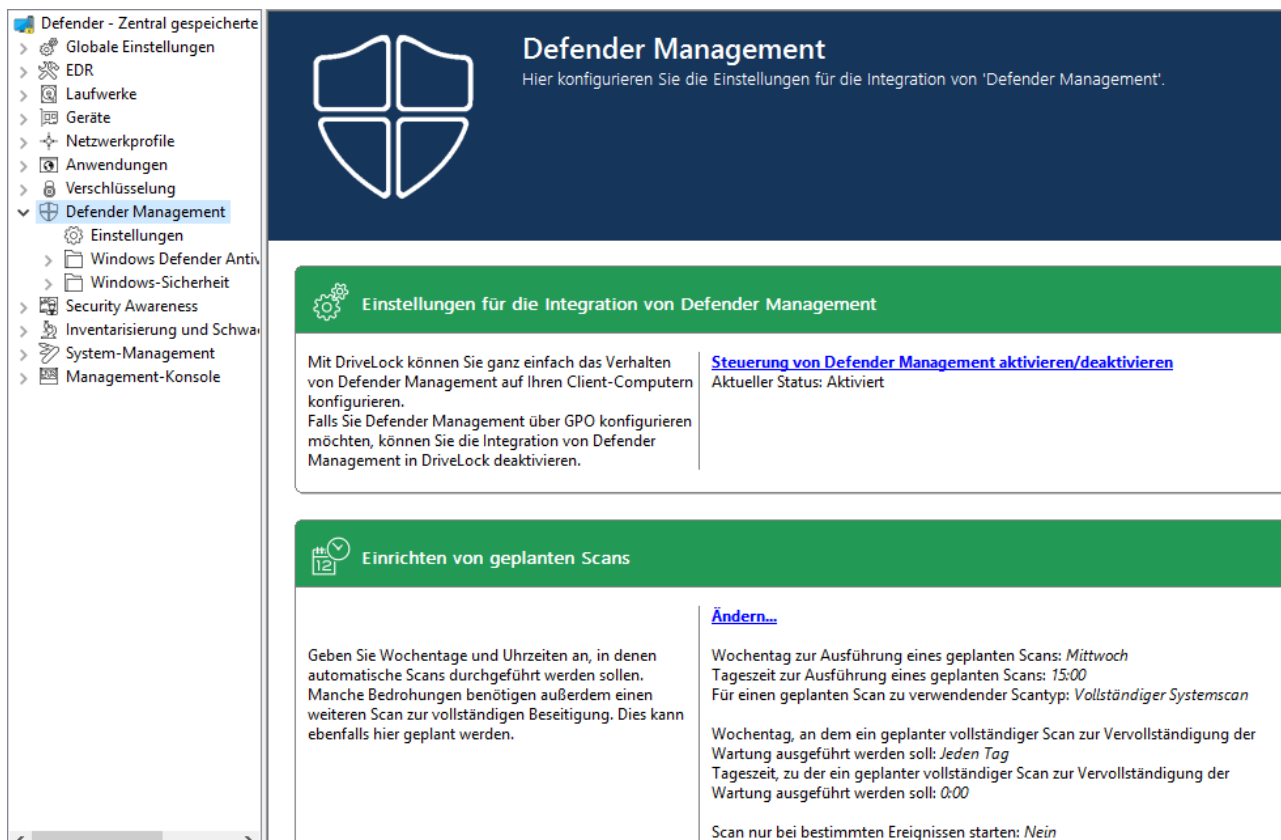 Defender - Zentral gespeicherte
Globale Einstellungen
EDR
Laufwerke
Geräte
Netzwerkprofile
Anwendungen
Verschlüsselung
Defender Management
Einstellungen
Windows Defender Antiv
Windows-Sicherheit
Security Awareness
Inventarisierung und Schwa
System-Management
Management-Konsole
Defender Management
Hier konfigurieren Sie die Einstellungen für die Integration von 'Defender Management'.
Einstellungen für die Integration von Defender Management
Mit DriveLock können Sie ganz einfach das Verhalten
von Defender Management auf Ihren Client-Computern
konfigurieren.
Falls Sie Defender Management über GPO konfigurieren
möchten, können Sie die Integration von Defender
Management in DriveLock deaktivieren.
Steuerung von Defender Management aktivieren/deaktivieren
Aktueller Status: Aktiviert
12
Einrichten von geplanten Scans
Geben Sie Wochentage und Uhrzeiten an, in denen
automatische Scans durchgeführt werden sollen.
Manche Bedrohungen benötigen außerdem einen
weiteren Scan zur vollständigen Beseitigung. Dies kann
ebenfalls hier geplant werden.
Ändern...
Wochentag zur Ausführung eines geplanten Scans: Mittwoch
Tageszeit zur Ausführung eines geplanten Scans: 15:00
Für einen geplanten Scan zu verwendender Scantyp: Vollständiger Systemscan
Wochentag, an dem ein geplanter vollständiger Scan zur Vervollständigung der
Wartung ausgeführt werden soll: Jeden Tag
Tageszeit, zu der ein geplanter vollständiger Scan zur Vervollständigung der
Wartung ausgeführt werden soll: 0:00
Scan nur bei bestimmten Ereignissen starten: Nein